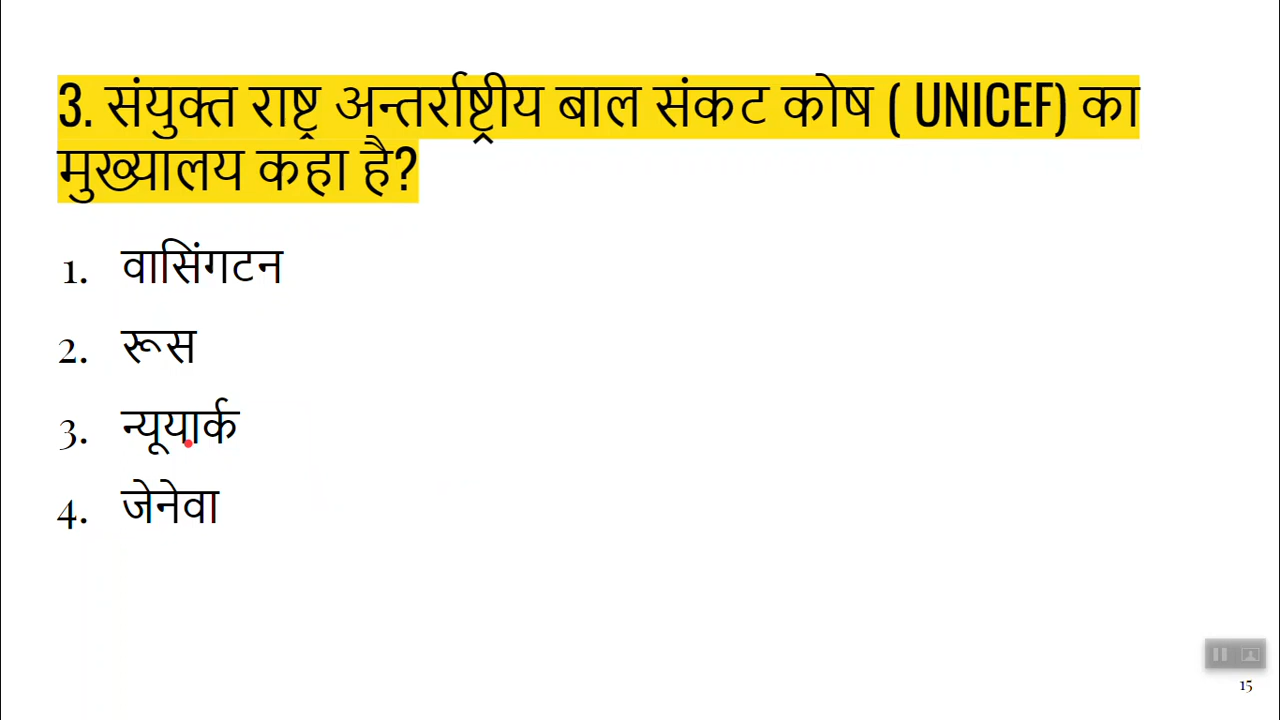 3. संयुक्त राष्ट्र अन्तर्राष्ट्रीय बाल संकट कोष ( UNICEF) का
मुख्यालय कहा है?
1. वासिंगटन
2. रूस
3. न्यूयार्क
4. जेनेवा
15